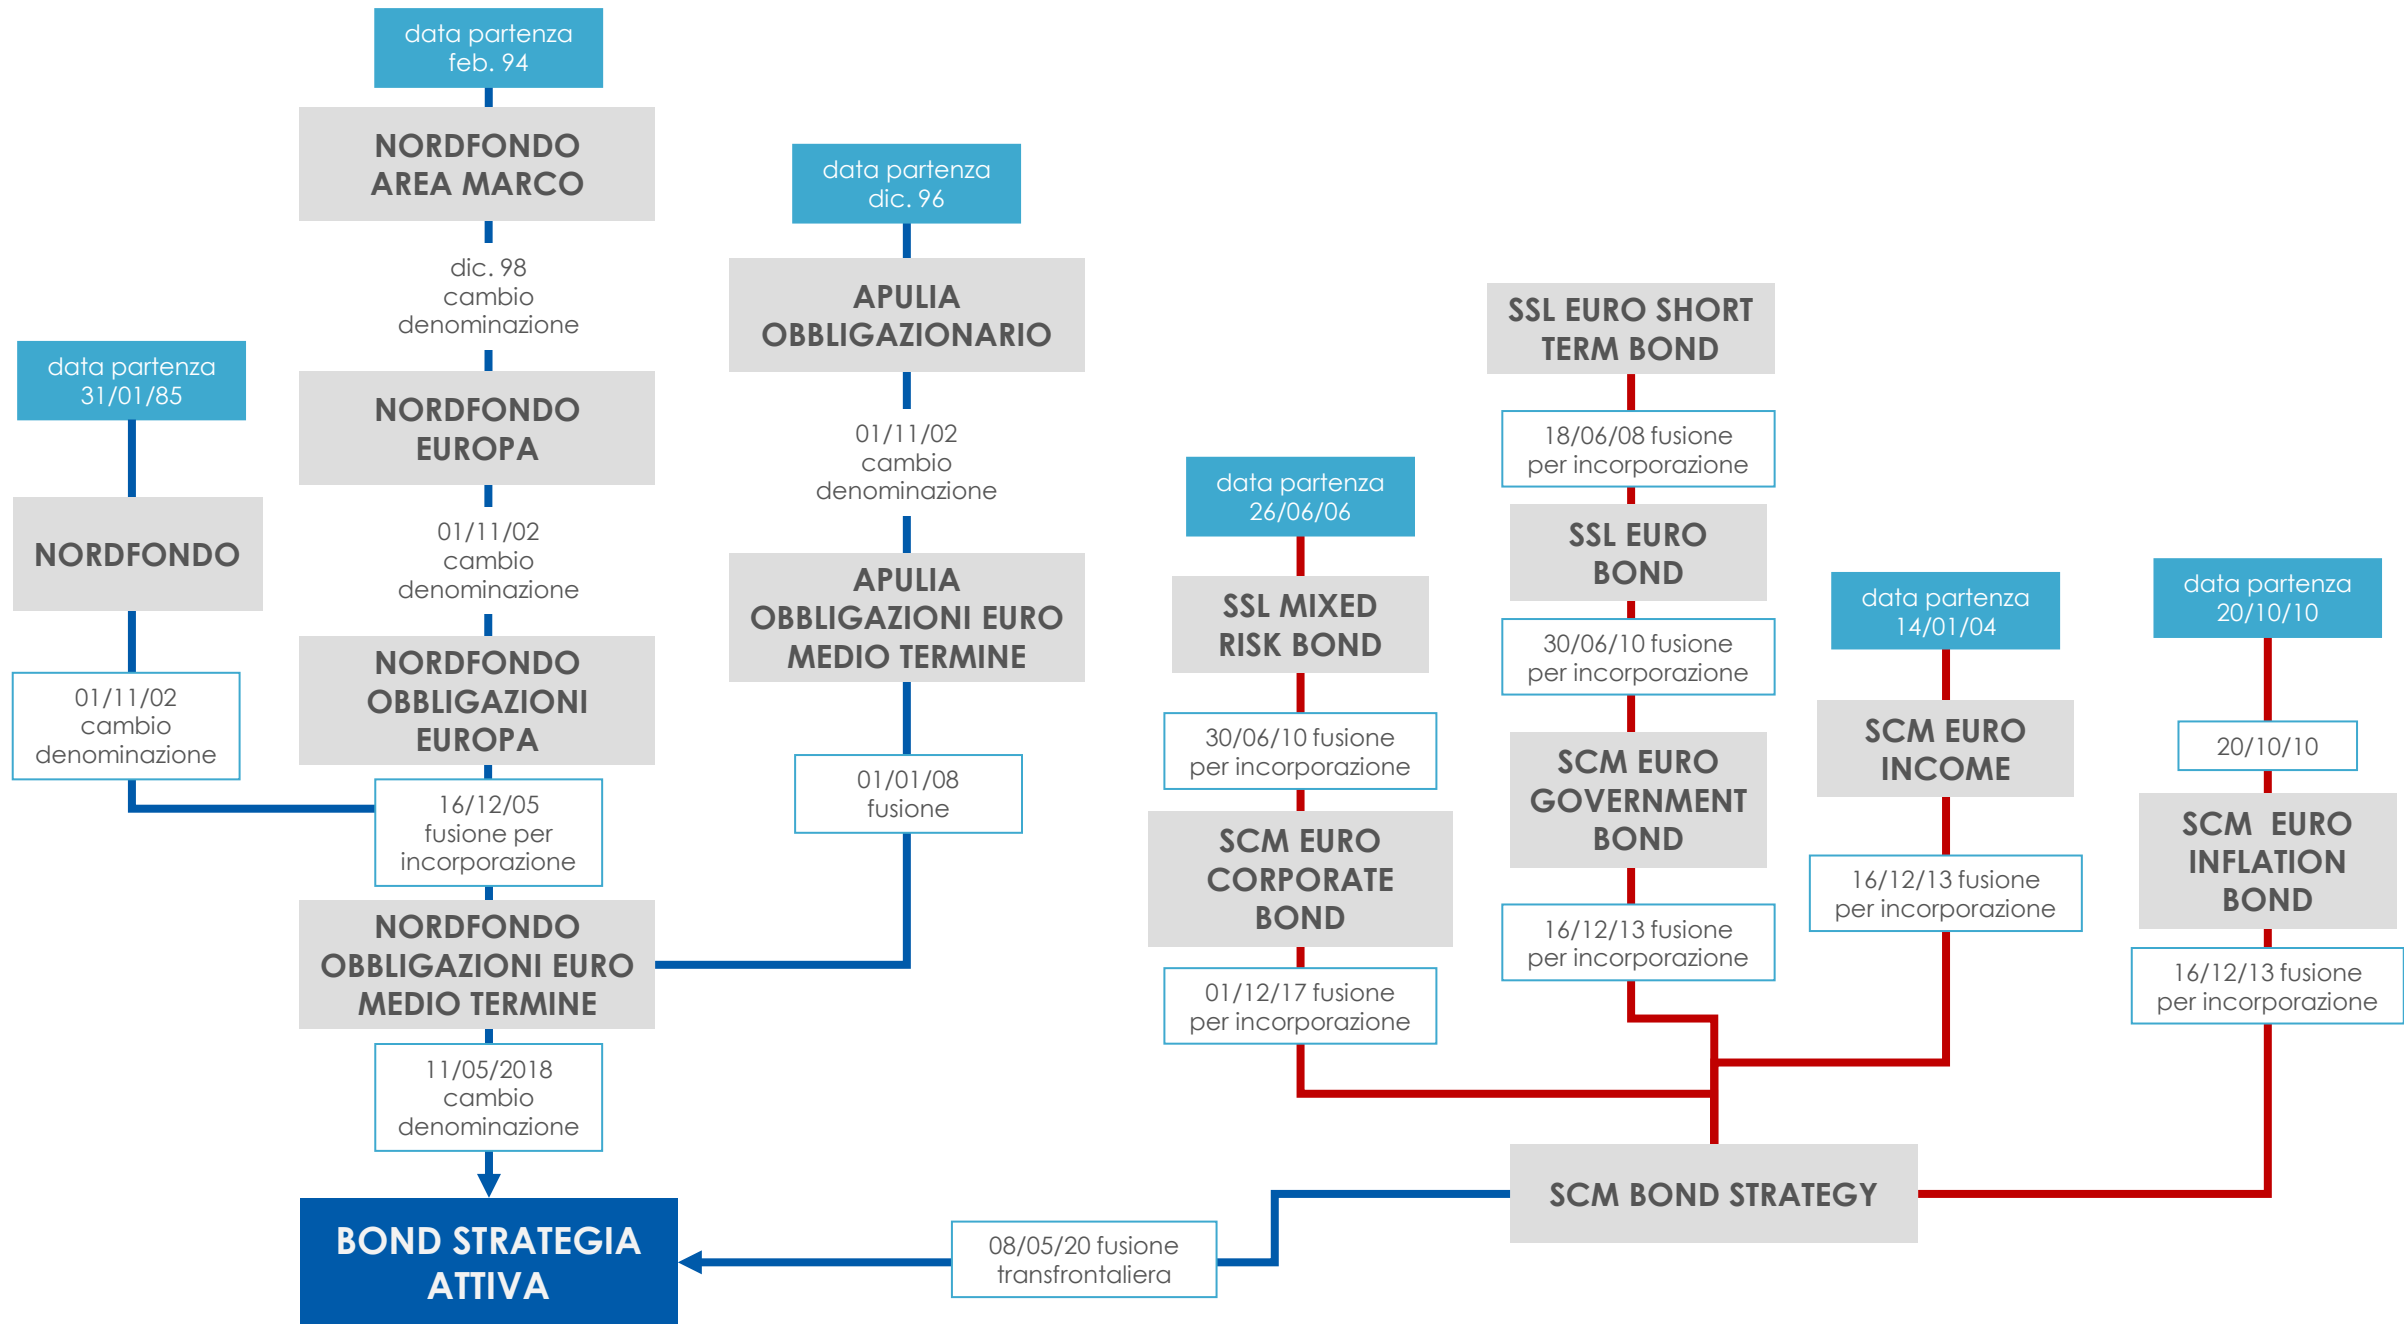 data partenza
feb. 94
NORDFONDO
AREA MARCO
dic. 98
cambio
denominazione
NORDFONDO
EUROPA
01/11/02
cambio
denominazione
NORDFONDO
OBBLIGAZIONI
EUROPA
data partenza
31/01/85
NORDFONDO
01/11/02
cambio
denominazione
16/12/05
fusione per
incorporazione
data partenza
dic. 96
APULIA
OBBLIGAZIONARIO
01/11/02
cambio
denominazione
APULIA
OBBLIGAZIONI EURO
MEDIO TERMINE
01/01/08
fusione
NORDFONDO
OBBLIGAZIONI EURO
MEDIO TERMINE
11/05/2018
cambio
denominazione
BOND STRATEGIA
ATTIVA
data partenza
26/06/06
SSL MIXED
RISK BOND
30/06/10 fusione
per incorporazione
SCM EURO
CORPORATE
BOND
01/12/17 fusione
per incorporazione
SSL EURO SHORT
TERM BOND
18/06/08 fusione
per incorporazione
SSL EURO
BOND
30/06/10 fusione
per incorporazione
SCM EURO
GOVERNMENT
BOND
16/12/13 fusione
per incorporazione
data partenza
14/01/04
SCM EURO
INCOME
16/12/13 fusione
per incorporazione
data partenza
20/10/10
20/10/10
SCM  EURO
INFLATION
BOND
16/12/13 fusione
per incorporazione
SCM BOND STRATEGY
08/05/20 fusione
transfrontaliera